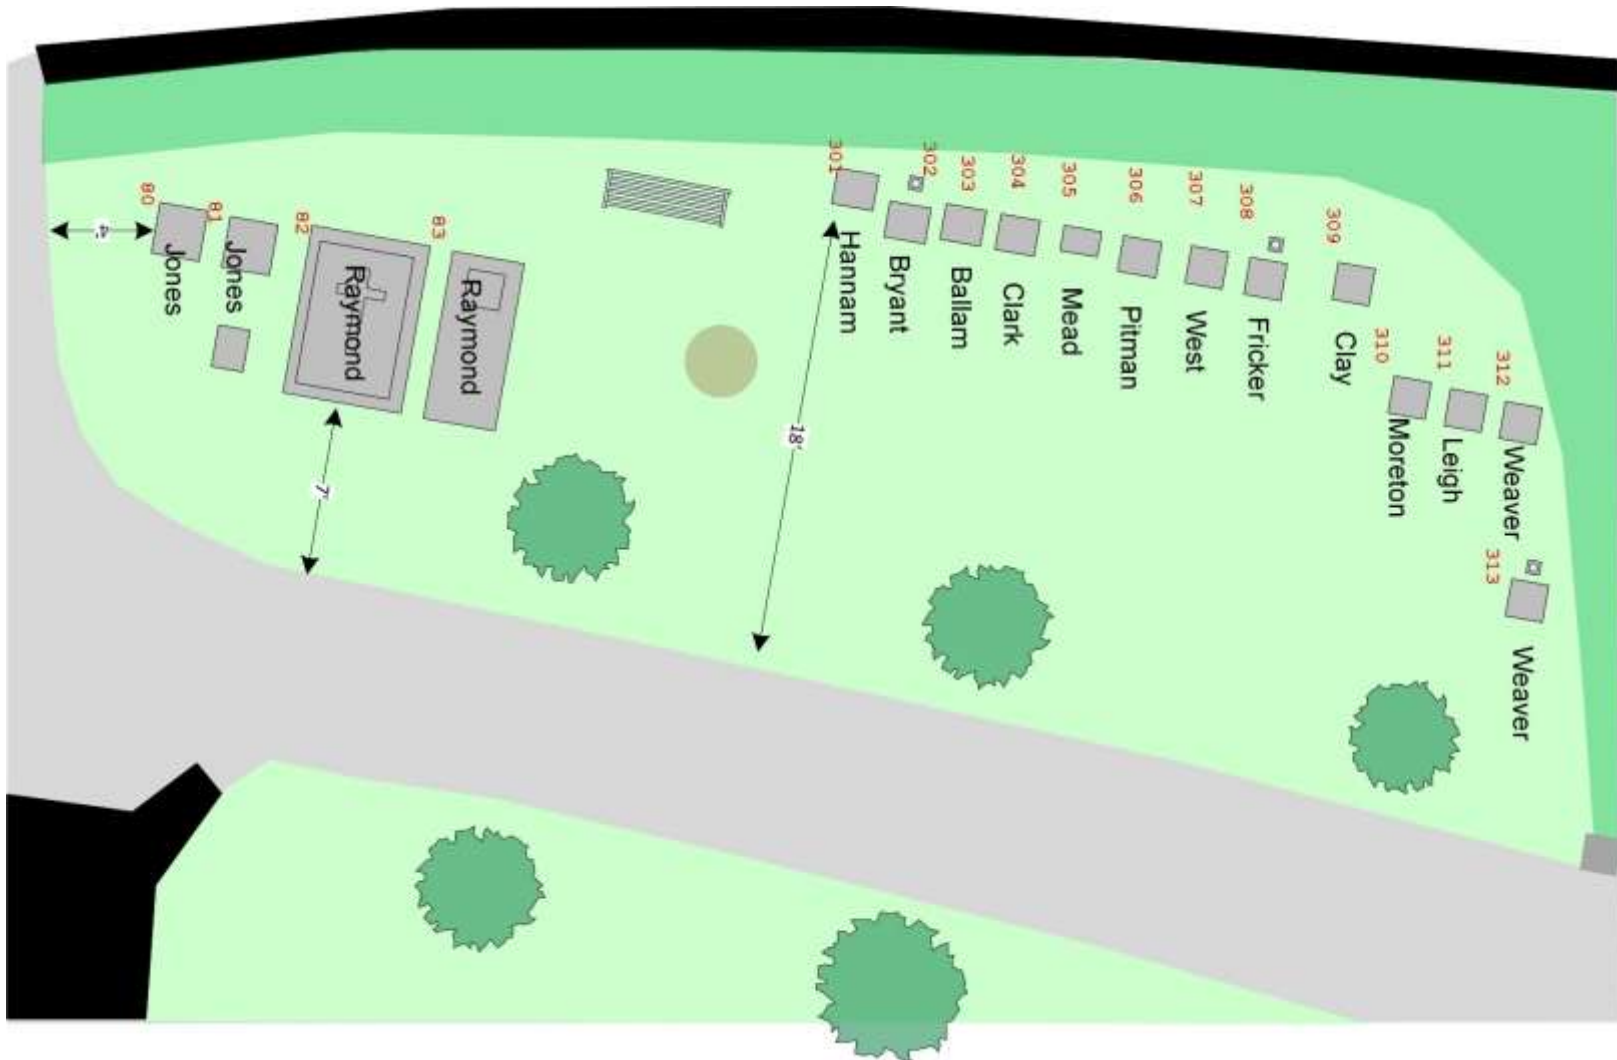 80
Jones
81
Jones
82
Raymond
83
Raymond
4'
7'
18'
301
Hannam
302
Bryant
303
Ballam
304
Clark
305
Mead
306
Pitman
307
West
308
Fricker
309
Clay
310
Moreton
311
Leigh
312
Weaver
313
Weaver